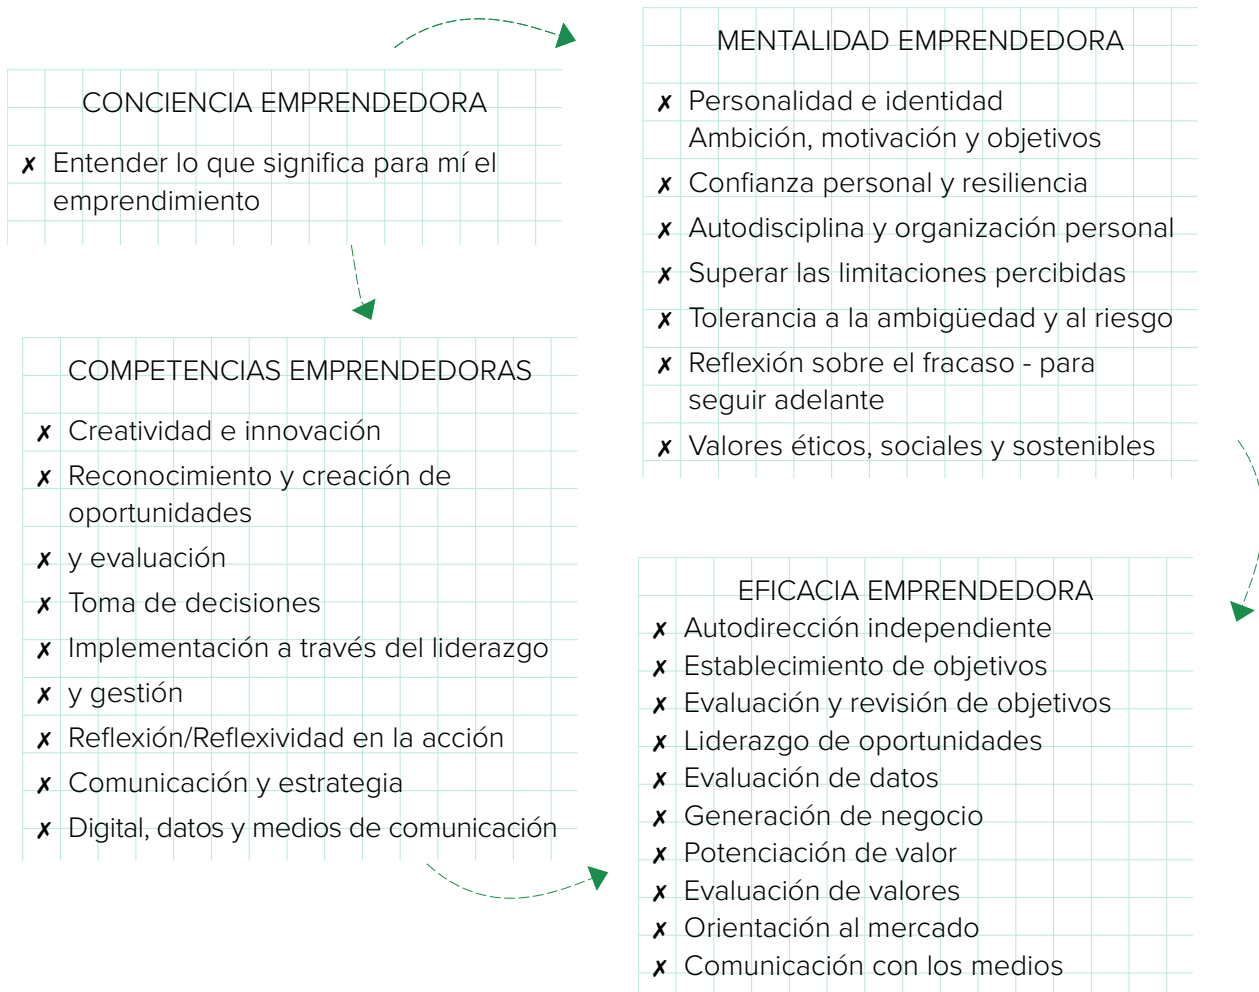 CONCIENCIA EMPRENDEDORA
✗ Entender lo que significa para mí el
emprendimiento
MENTALIDAD EMPRENDEDORA
✗ Personalidad e identidad
Ambición, motivación y objetivos
✗ Confianza personal y resiliencia
✗ Autodisciplina y organización personal
✗ Superar las limitaciones percibidas
✗ Tolerancia a la ambigüedad y al riesgo
✗ Reflexión sobre el fracaso - para
seguir adelante
✗ Valores éticos, sociales y sostenibles
COMPETENCIAS EMPRENDEDORAS
✗ Creatividad e innovación
✗ Reconocimiento y creación de
oportunidades
✗ y evaluación
✗ Toma de decisiones
✗ Implementación a través del liderazgo
✗ y gestión
✗ Reflexión/Reflexividad en la acción
✗ Comunicación y estrategia
✗ Digital, datos y medios de comunicación
EFICACIA EMPRENDEDORA
✗ Autodirección independiente
✗ Establecimiento de objetivos
✗ Evaluación y revisión de objetivos
✗ Liderazgo de oportunidades
✗ Evaluación de datos
✗ Generación de negocio
✗ Potenciación de valor
✗ Evaluación de valores
✗ Orientación al mercado
✗ Comunicación con los medios